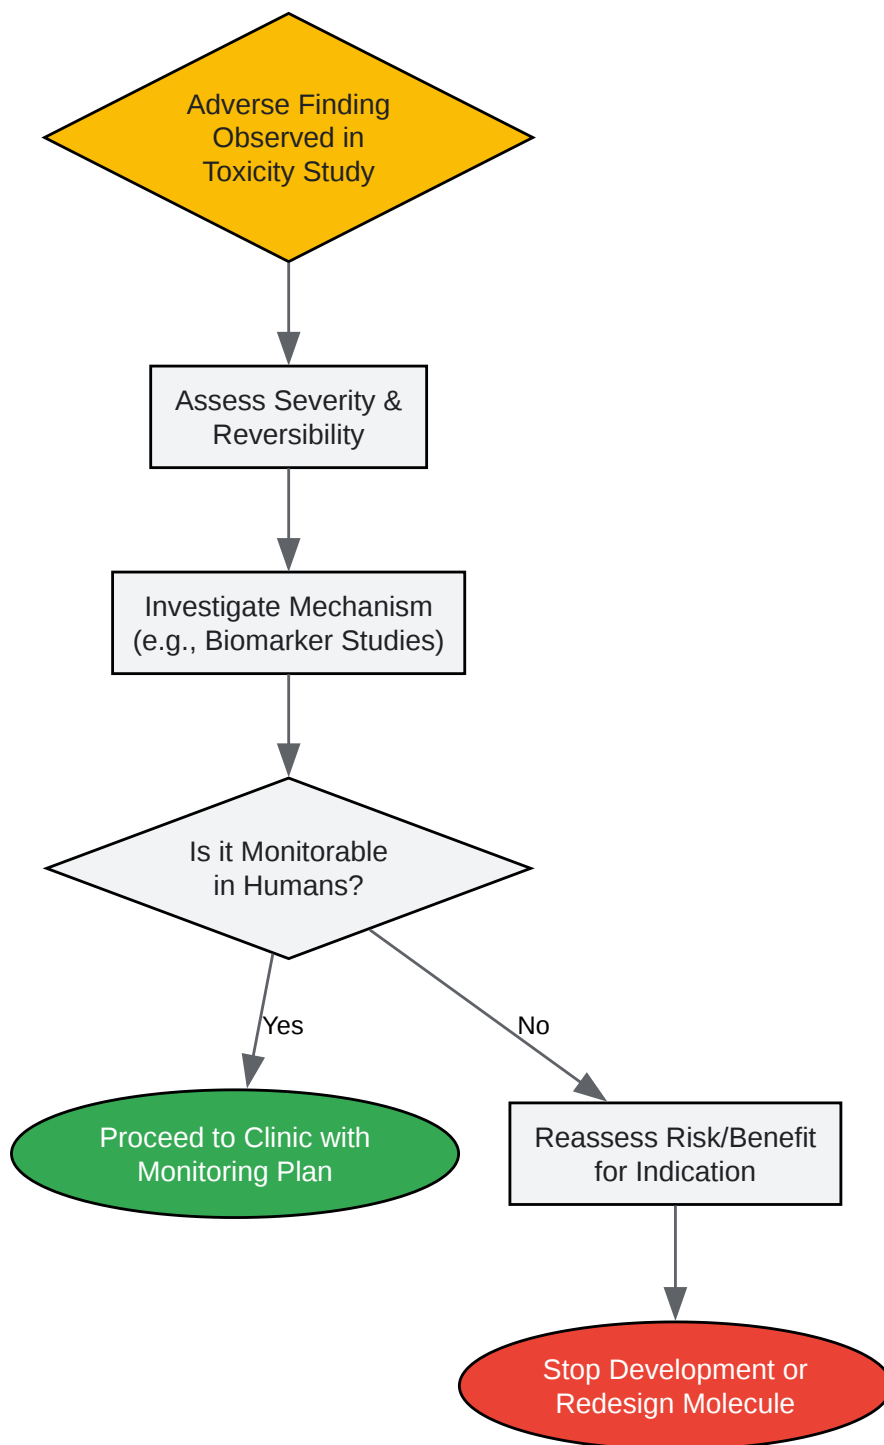 Adverse Finding
Observed in
Toxicity Study
Assess Severity &
Reversibility
Investigate Mechanism
(e.g., Biomarker Studies)
Is it Monitorable
in Humans?
Yes
No
Proceed to Clinic with
Monitoring Plan
Reassess Risk/Benefit
for Indication
Stop Development or
Redesign Molecule